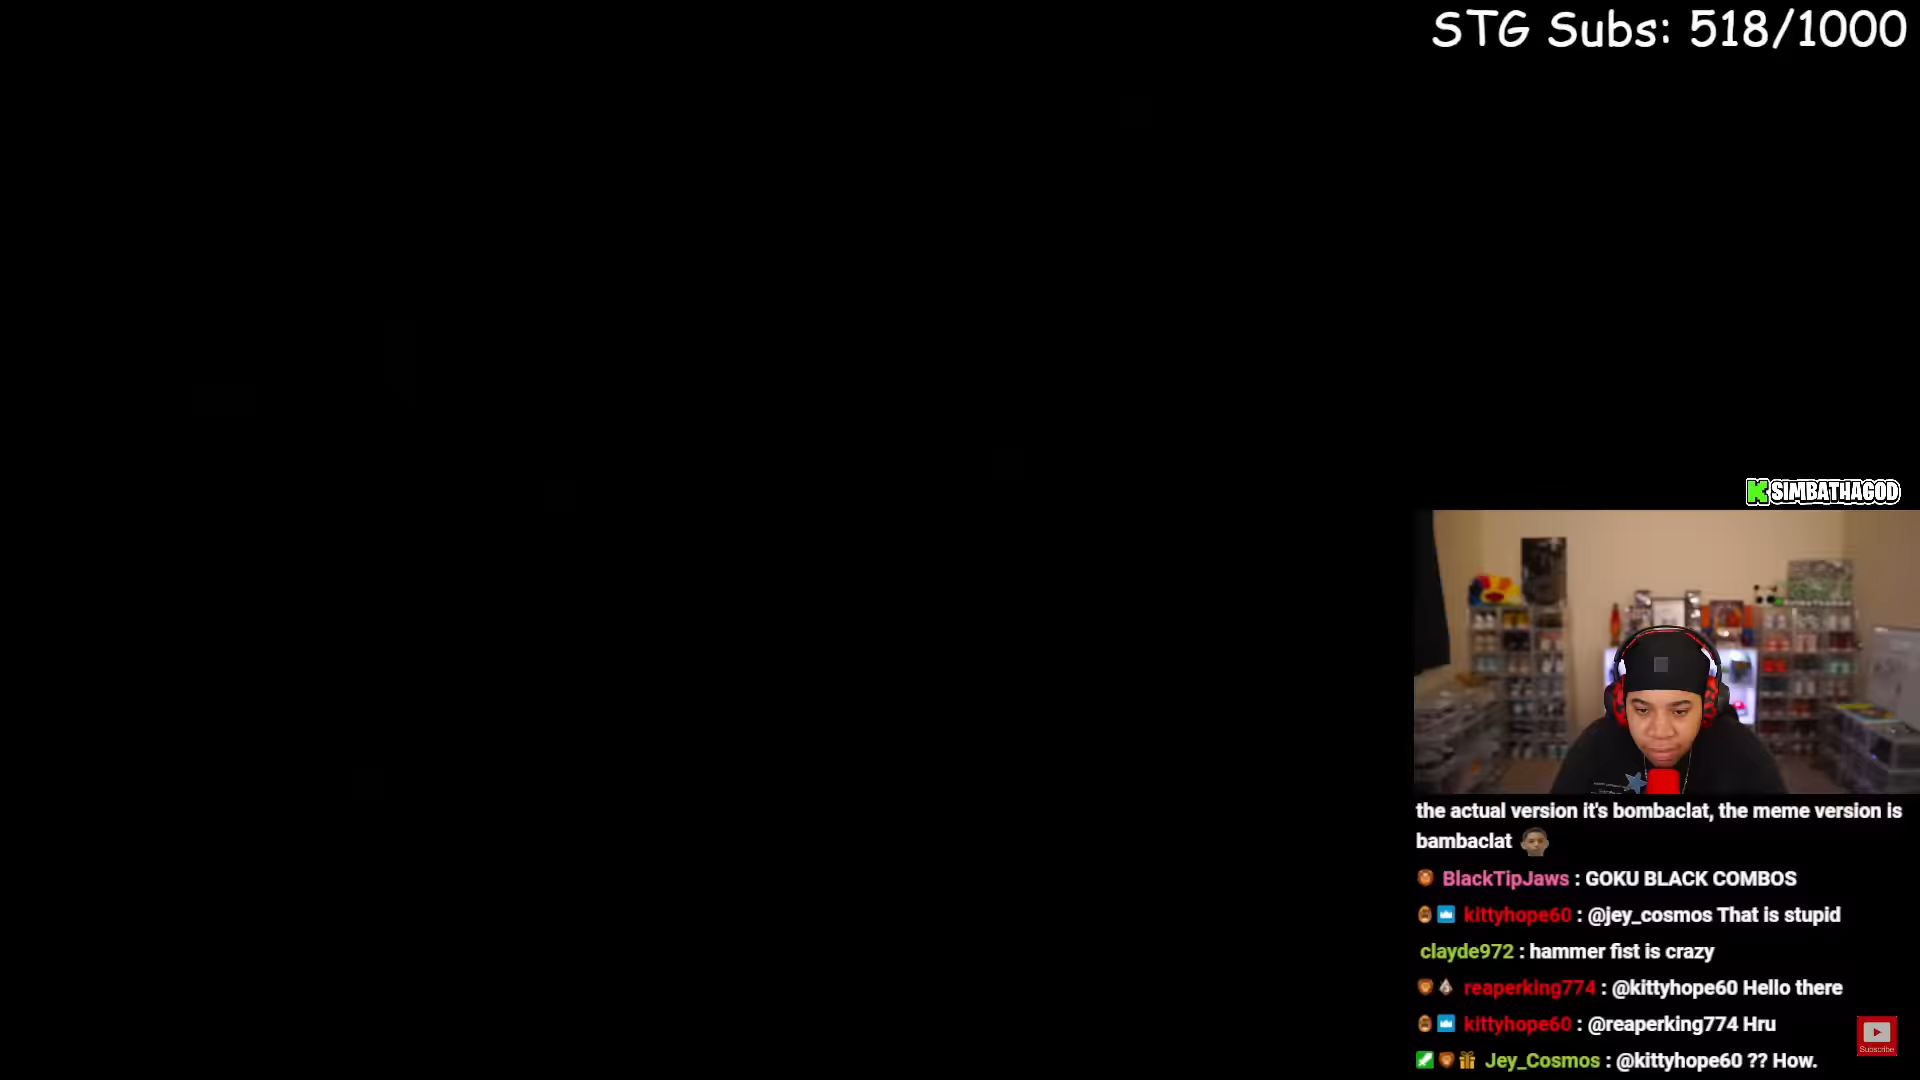 STG Subs: 518/1000
K SIMBATHAGOD
the actual version it's bombaclat, the meme version is
bambaclat
BlackTipJaws : GOKU BLACK COMBOS
kittyhope60 : @jey_cosmos That is stupid
clayde972 : hammer fist is crazy
reaperking774 : @kittyhope60 Hello there
kittyhope60 : @reaperking774 Hru
Jey_Cosmos : @kittyhope60 ?? How.
Subscribe